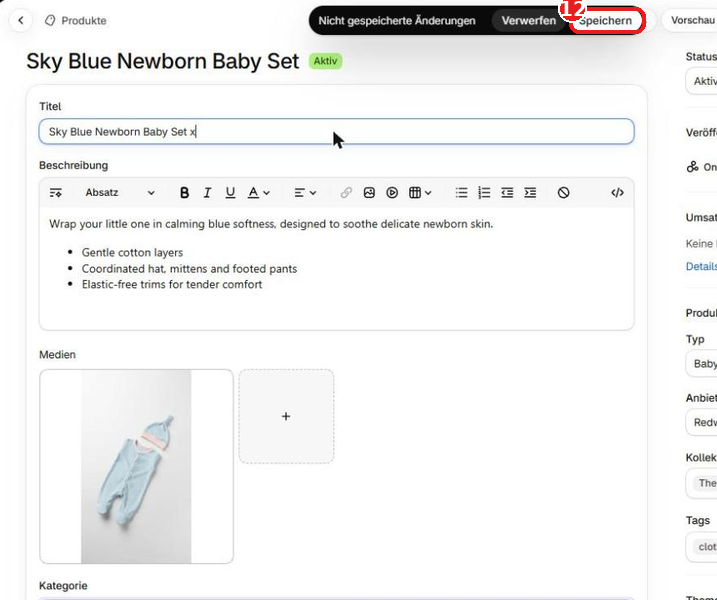 Produkte
Nicht gespeicherte Änderungen
Verwerfen
12
Speichern
Vorschau
Sky Blue Newborn Baby Set
Aktiv
Titel
Sky Blue Newborn Baby Set x
Beschreibung
Absatz
B I U A
Wrap your little one in calming blue softness, designed to soothe delicate newborn skin.
Gentle cotton layers
Coordinated hat, mittens and footed pants
Elastic-free trims for tender comfort
Medien
+
Kategorie
Status
Aktiv
Veröff
On
Umsat
Keine
Details
Produ
Typ
Baby
Anbiet
Redw
Kollek
The
Tags
clot